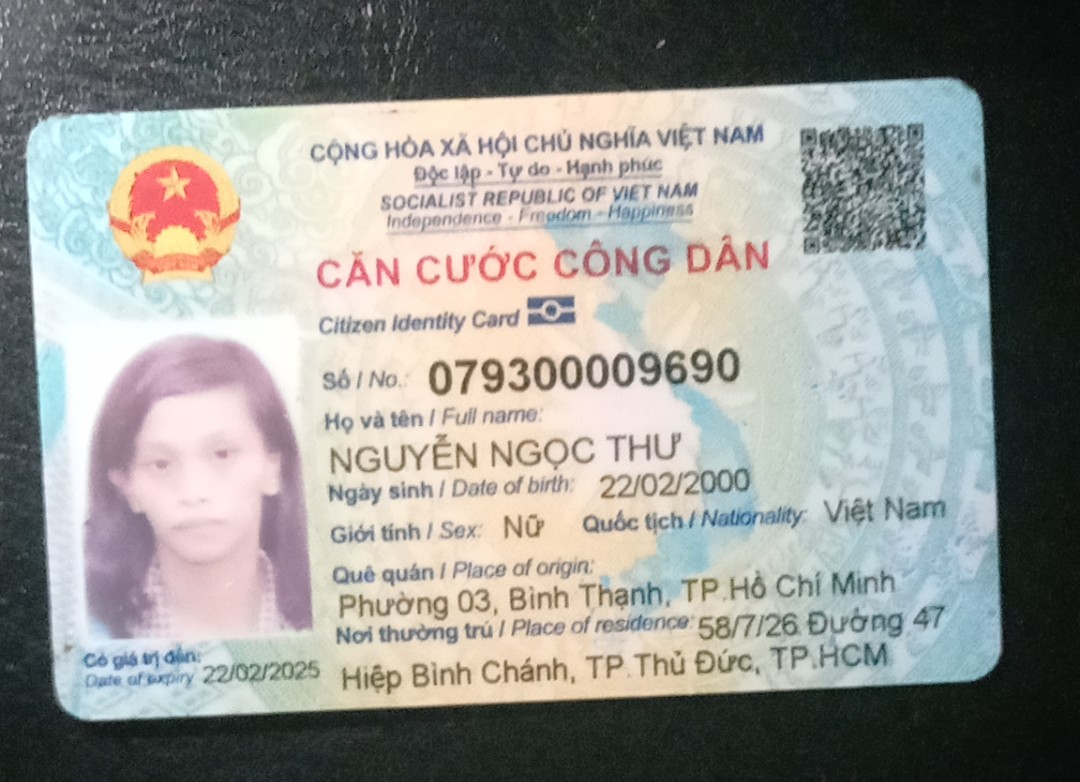 CỘNG HÒA XÃ HỘI CHỦ NGHĨA VIỆT NAM
Độc lập - Tự do - Hạnh phúc
SOCIALIST REPUBLIC OF VIET NAM
Independence - Freedom - Happiness
CĂN CƯỚC CÔNG DÂN
Citizen Identity Card
Số / No.: 079300009690
Họ và tên / Full name:
NGUYỄN NGỌC THƯ
Ngày sinh / Date of birth: 22/02/2000
Giới tính / Sex: Nữ Quốc tịch / Nationality: Việt Nam
Quê quán / Place of origin:
Phường 03, Bình Thạnh, TP.Hồ Chí Minh
Nơi thường trú / Place of residence: 58/7/26 Đường 47
Hiệp Bình Chánh, TP.Thủ Đức, TP.HCM
Có giá trị đến:
Date of expiry 22/02/2025